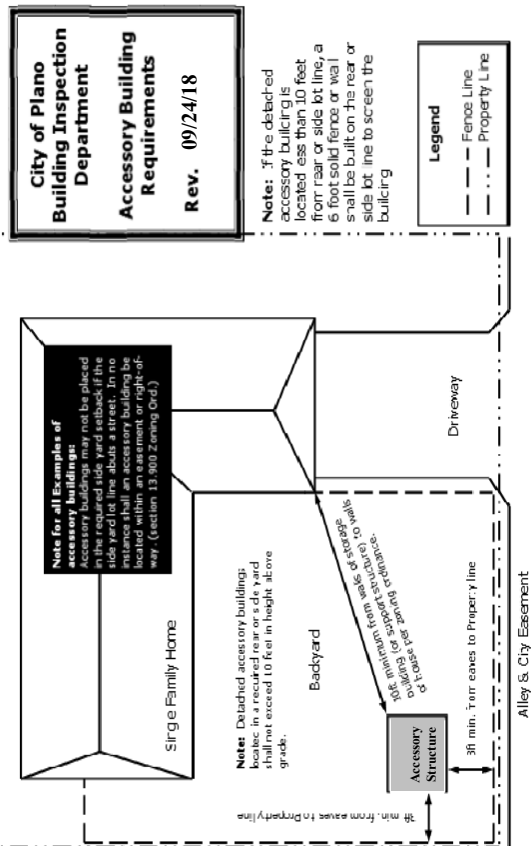 City of Plano
Building Inspection
Department
Accessory Building
Requirements
Rev. 09/24/18
Note: If the detached
accessory building is
located less than 10 feet
from rear or side lot line, a
6 foot solid fence or wall
shall be built on the rear or
side lot line to screen the
building
Legend
Fence Line
Property Line
Note for all Examples of
accessory buildings:
Accessory buildings may not be placed
in the required side yard setback if the
side yard lot line abuts a street. In no
instance shall an accessory building be
located within an easement or right-of-
way. (section 13.900 Zoning Ord.)
Single Family Home
Note: Detached accessory buildings
located in a required rear or side yard
shall not exceed 10 feet in height above
grade.
Backyard
Driveway
10ft. minimum from walls of storage
building (or support structure) to walls
of house per zoning ordinance.
Accessory
Structure
3ft min. from eaves to Property line
3ft min. from eaves to Property line
Alley & City Easement